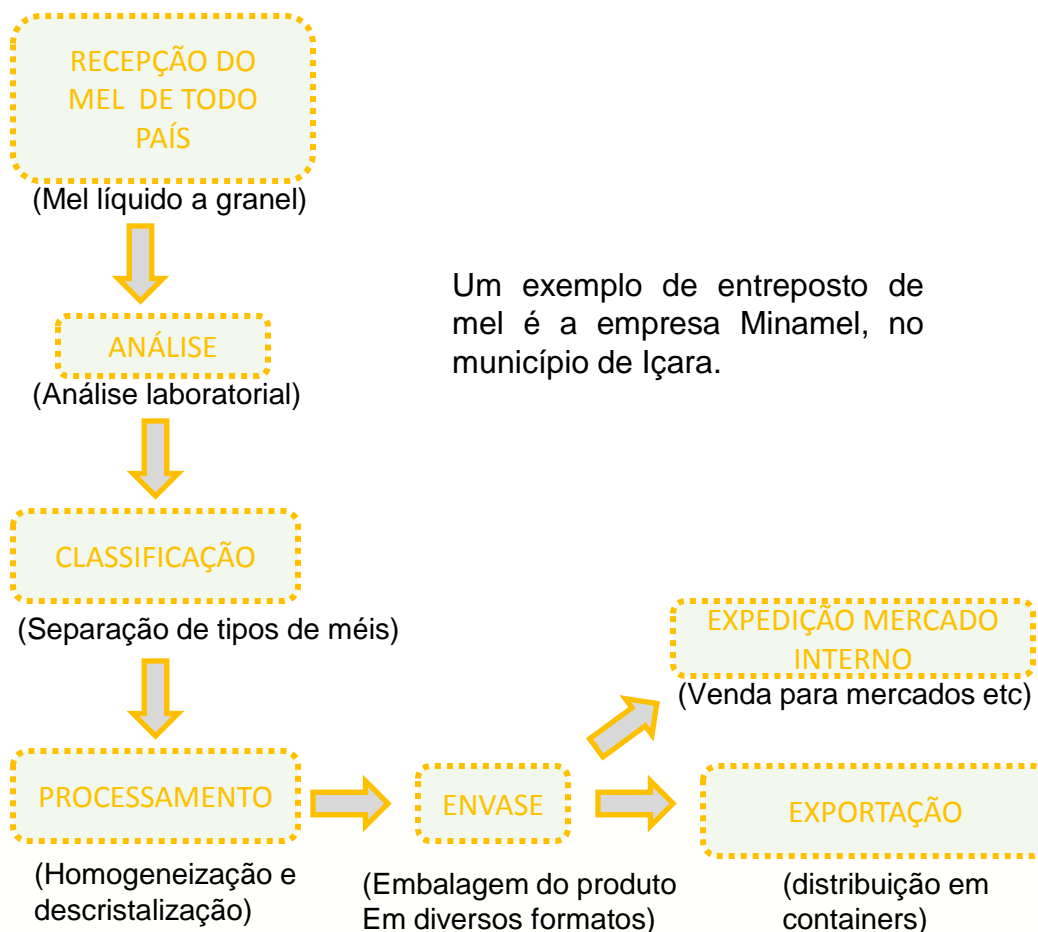 RECEPÇÃO DO
MEL DE TODO
PAÍS
(Mel líquido a granel)
Um exemplo de entreposto de
mel é a empresa Minamel, no
município de Içara.
ANÁLISE
(Análise laboratorial)
CLASSIFICAÇÃO
(Separação de tipos de méis)
EXPEDIÇÃO MERCADO
INTERNO
(Venda para mercados etc)
PROCESSAMENTO
(Homogeneização e
descristalização)
ENVASE
(Embalagem do produto
Em diversos formatos)
EXPORTAÇÃO
(distribuição em
containers)